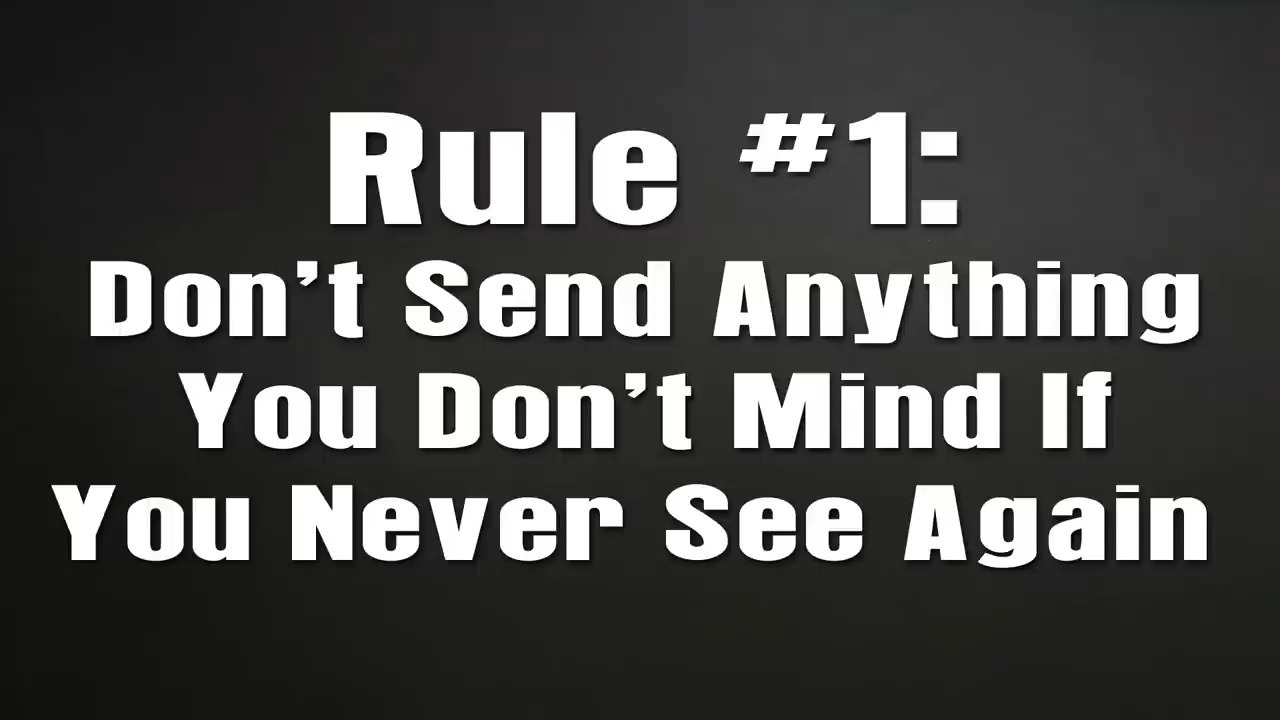 Rule #1:
Don't Send Anything
You Don't Mind If
You Never See Again